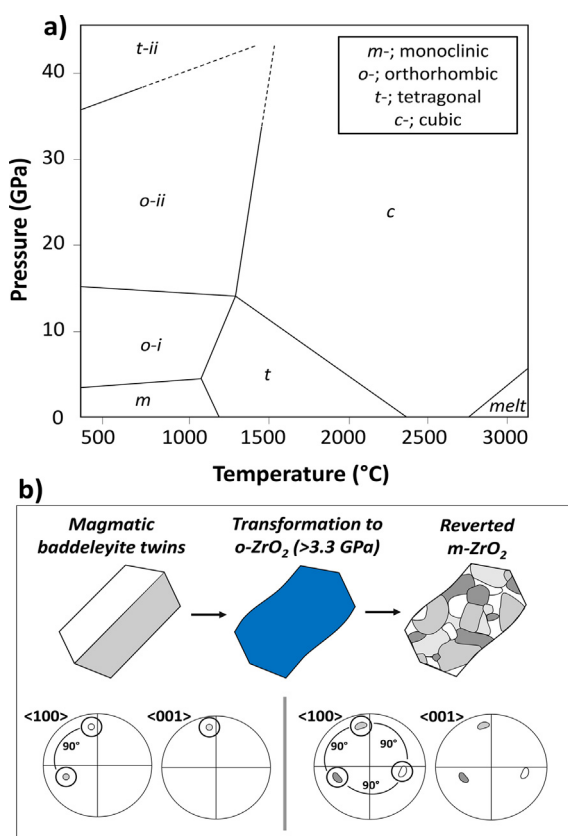 a)
m-; monoclinic
o-; orthorhombic
t-; tetragonal
c-; cubic
t-ii
o-ii
c
o-i
t
m
melt
Pressure (GPa)
40
30
20
10
0
500 1000 1500 2000 2500 3000
Temperature (°C)
b)
Magmatic
baddeleyite twins
Transformation to
o-ZrO₂ (>3.3 GPa)
Reverted
m-ZrO₂
<100> <001> <100> <001>
90°
90° 90°
90°